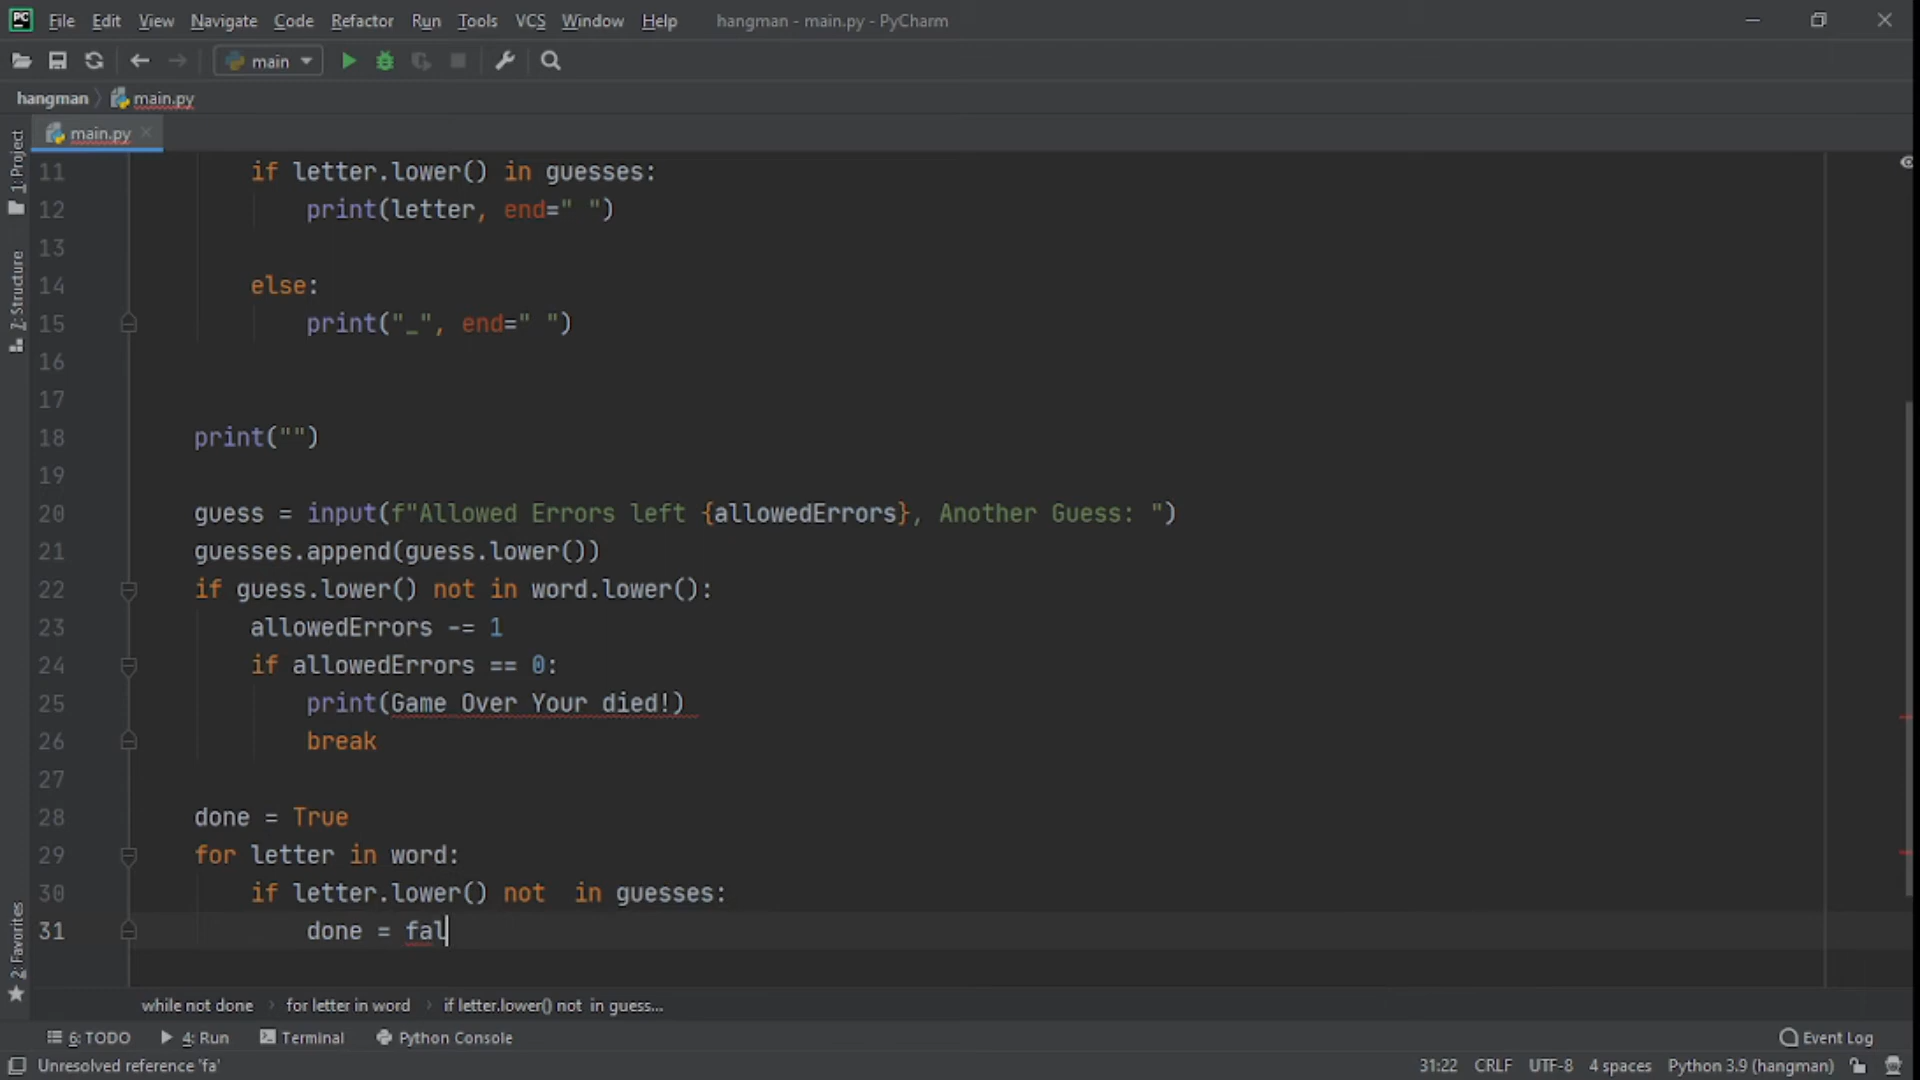 PC File Edit View Navigate Code Refactor Run Tools VCS Window Help hangman - main.py - PyCharm
main
hangman main.py
main.py
1: Project
7: Structure
2: Favorites
11 if letter.lower() in guesses:
12 print(letter, end=" ")
13
14 else:
15 print("_", end=" ")
16
17
18 print("")
19
20 guess = input(f"Allowed Errors left {allowedErrors}, Another Guess: ")
21 guesses.append(guess.lower())
22 if guess.lower() not in word.lower():
23 allowedErrors -= 1
24 if allowedErrors == 0:
25 print(Game Over Your died!)
26 break
27
28 done = True
29 for letter in word:
30 if letter.lower() not  in guesses:
31 done = fal
while not done for letter in word if letter.lower() not in guess...
6: TODO 4: Run Terminal Python Console Event Log
Unresolved reference 'fa' 31:22 CRLF UTF-8 4 spaces Python 3.9 (hangman)